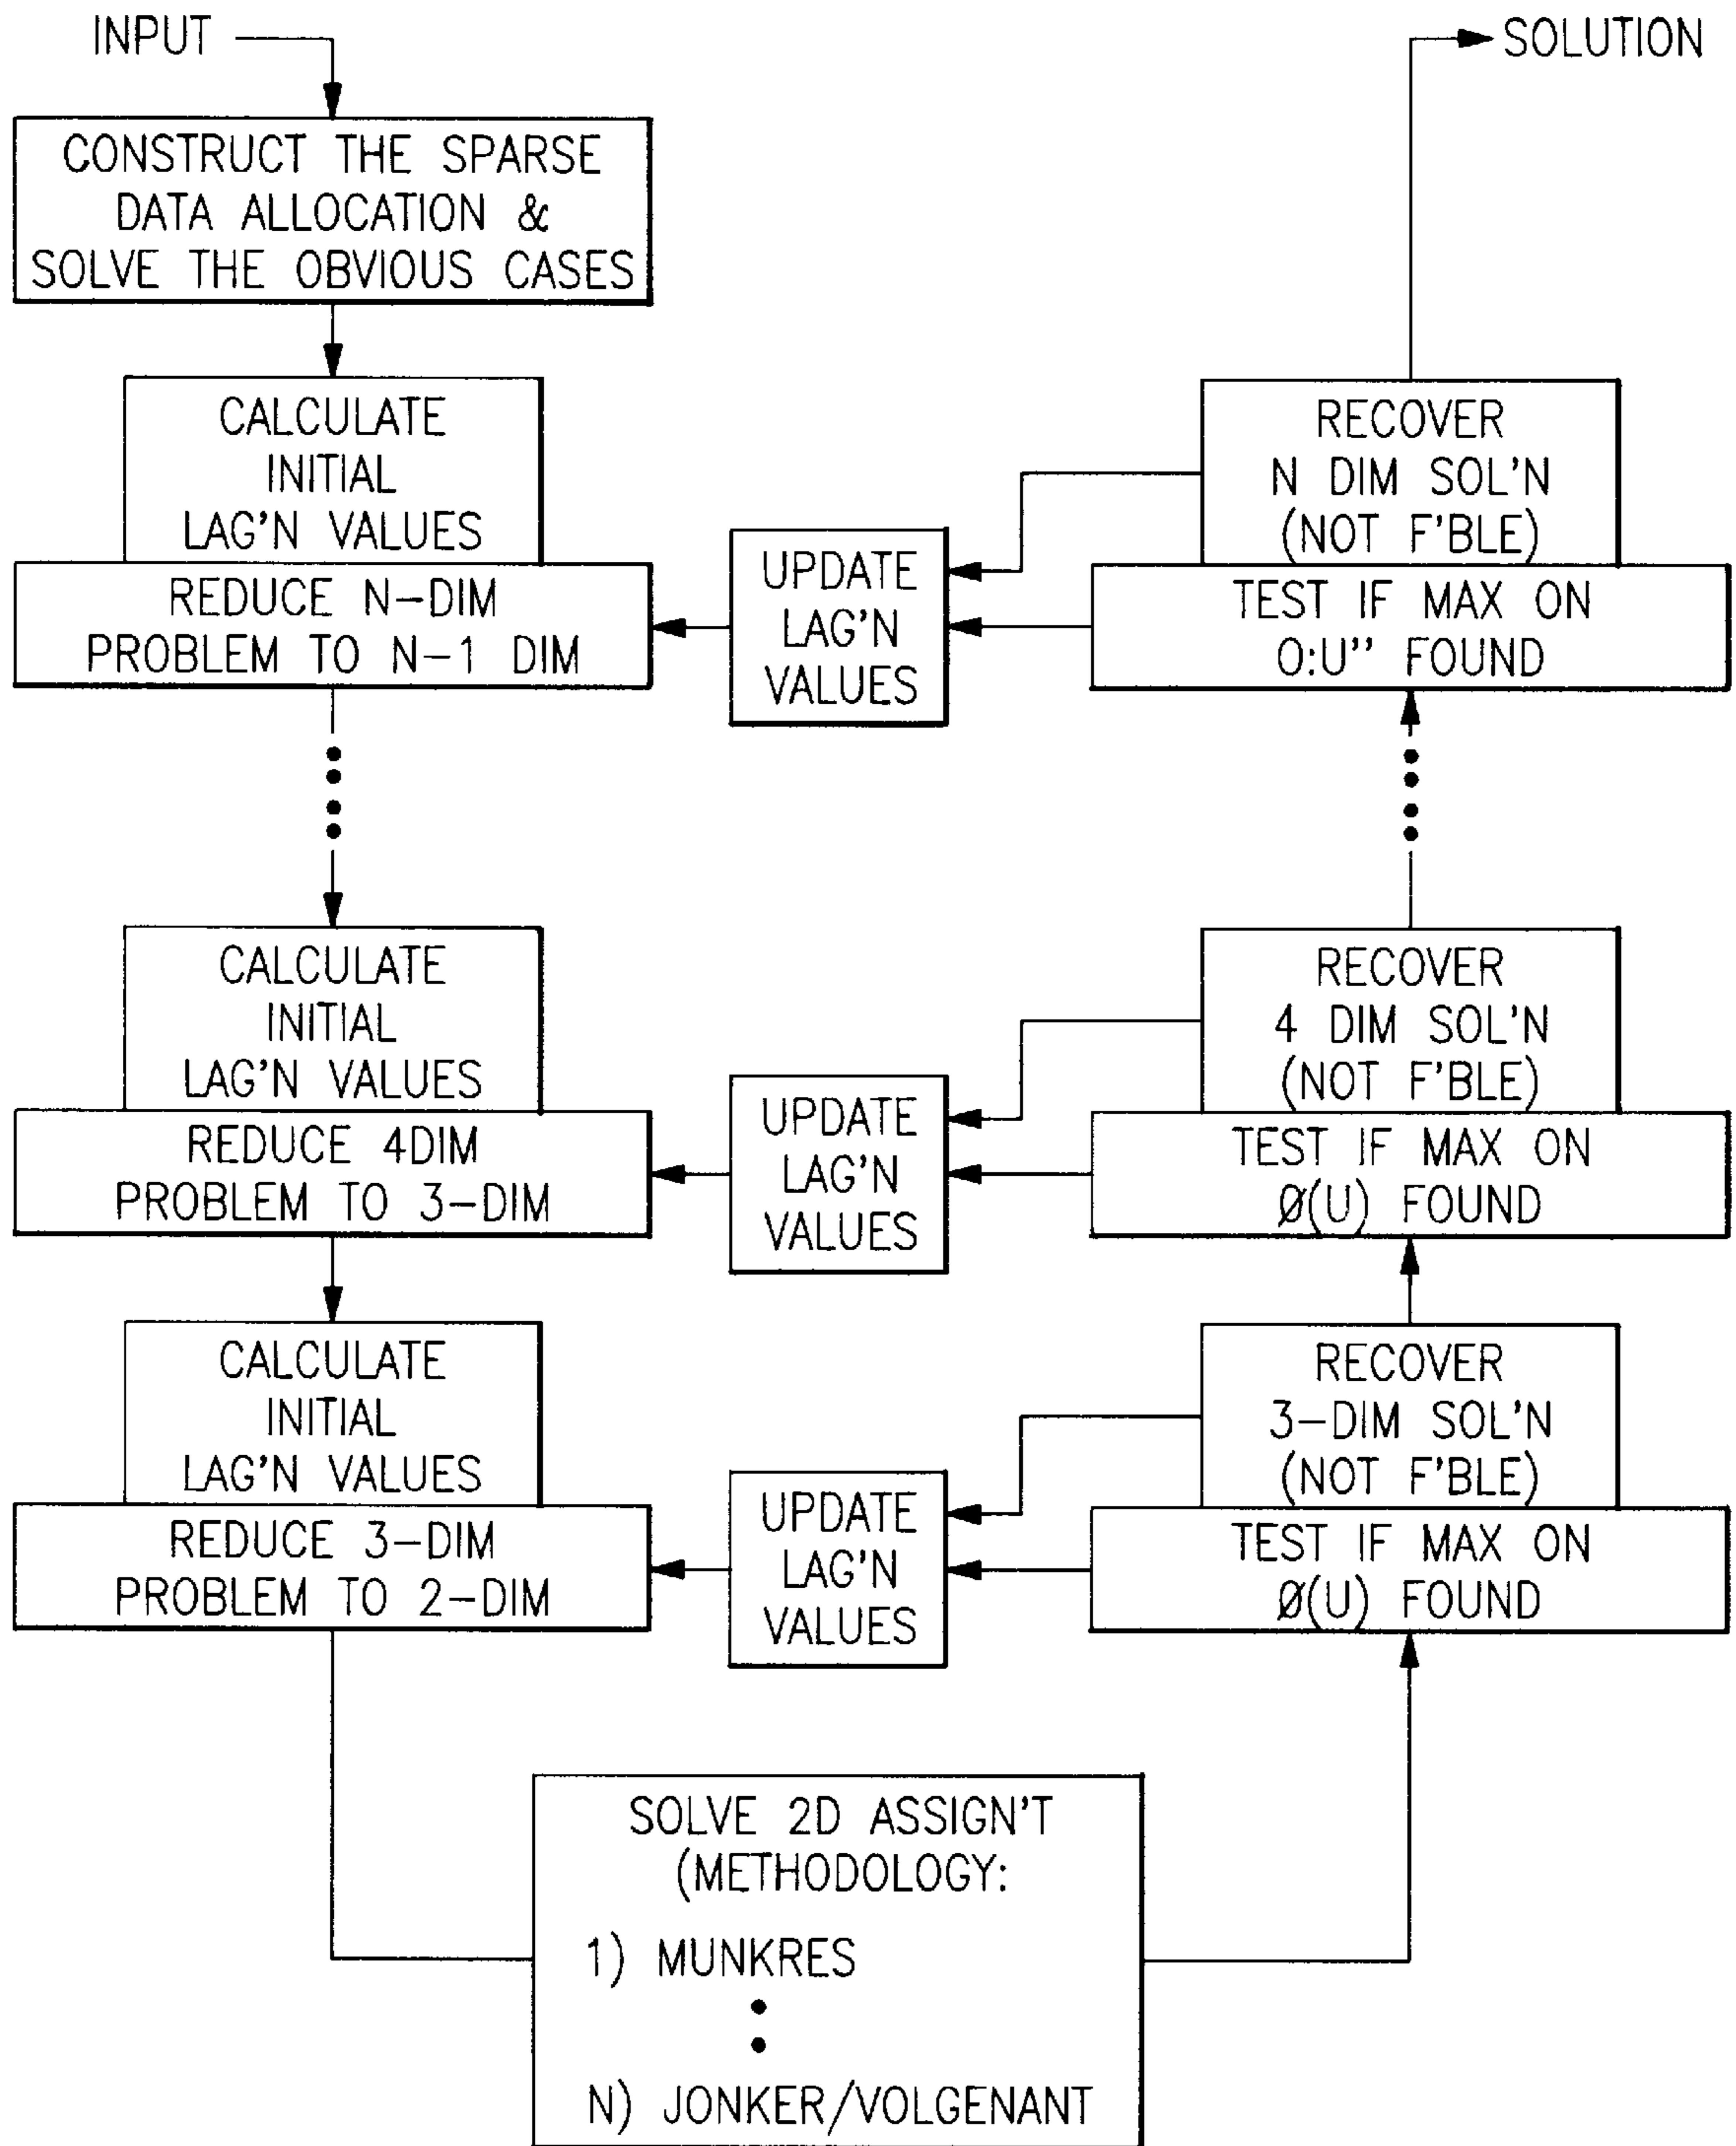 INPUT
SOLUTION
CONSTRUCT THE SPARSE
DATA ALLOCATION &
SOLVE THE OBVIOUS CASES
CALCULATE
INITIAL
LAG'N VALUES
REDUCE N-DIM
PROBLEM TO N-1 DIM
UPDATE
LAG'N
VALUES
RECOVER
N DIM SOL'N
(NOT F'BLE)
TEST IF MAX ON
O:U" FOUND
CALCULATE
INITIAL
LAG'N VALUES
REDUCE 4DIM
PROBLEM TO 3-DIM
UPDATE
LAG'N
VALUES
RECOVER
4 DIM SOL'N
(NOT F'BLE)
TEST IF MAX ON
Ø(U) FOUND
CALCULATE
INITIAL
LAG'N VALUES
REDUCE 3-DIM
PROBLEM TO 2-DIM
UPDATE
LAG'N
VALUES
RECOVER
3-DIM SOL'N
(NOT F'BLE)
TEST IF MAX ON
Ø(U) FOUND
SOLVE 2D ASSIGN'T
(METHODOLOGY:
1) MUNKRES
N) JONKER/VOLGENANT